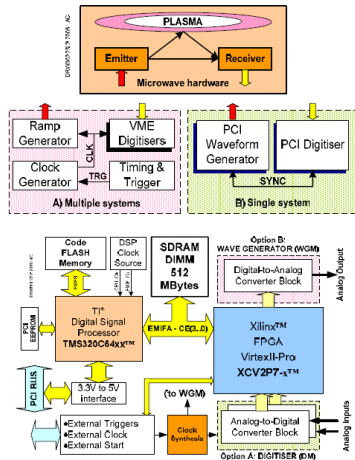 PLASMA
Emitter
Receiver
Microwave hardware
Ramp
Generator
VME
Digitisers
CLK
Clock
Generator
TRG
Timing &
Trigger
A) Multiple systems
PCI
Waveform
Generator
PCI Digitiser
SYNC
B) Single system
Code
FLASH
Memory
DSP
Clock
Source
SDRAM
DIMM
512
MBytes
Option B:
WAVE GENERATOR (WGM)
Digital-to-Analog
Converter Block
Analog Output
PCI
EEPROM
TI*
Digital Signal
Processor
TMS320C64xx™
EMIFA - CE(3..0)
Xilinx™
FPGA
VirtexII-Pro
XCV2P7-x™
PCI BUS
3.3V to 5V
interface
External Triggers
External Clock
External Start
(to WGM)
Clock
Synthesis
Analog-to-Digital
Converter Block
Analog Inputs
Option A: DIGITISER (DM)